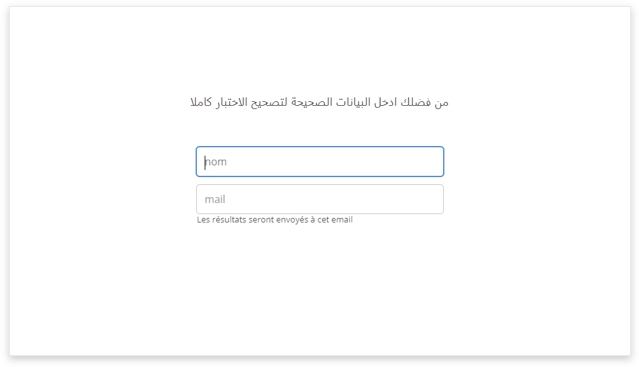 من فضلك ادخل البيانات الصحيحة لتصحيح الاختبار كاملا
nom
mail
Les résultats seront envoyés à cet email